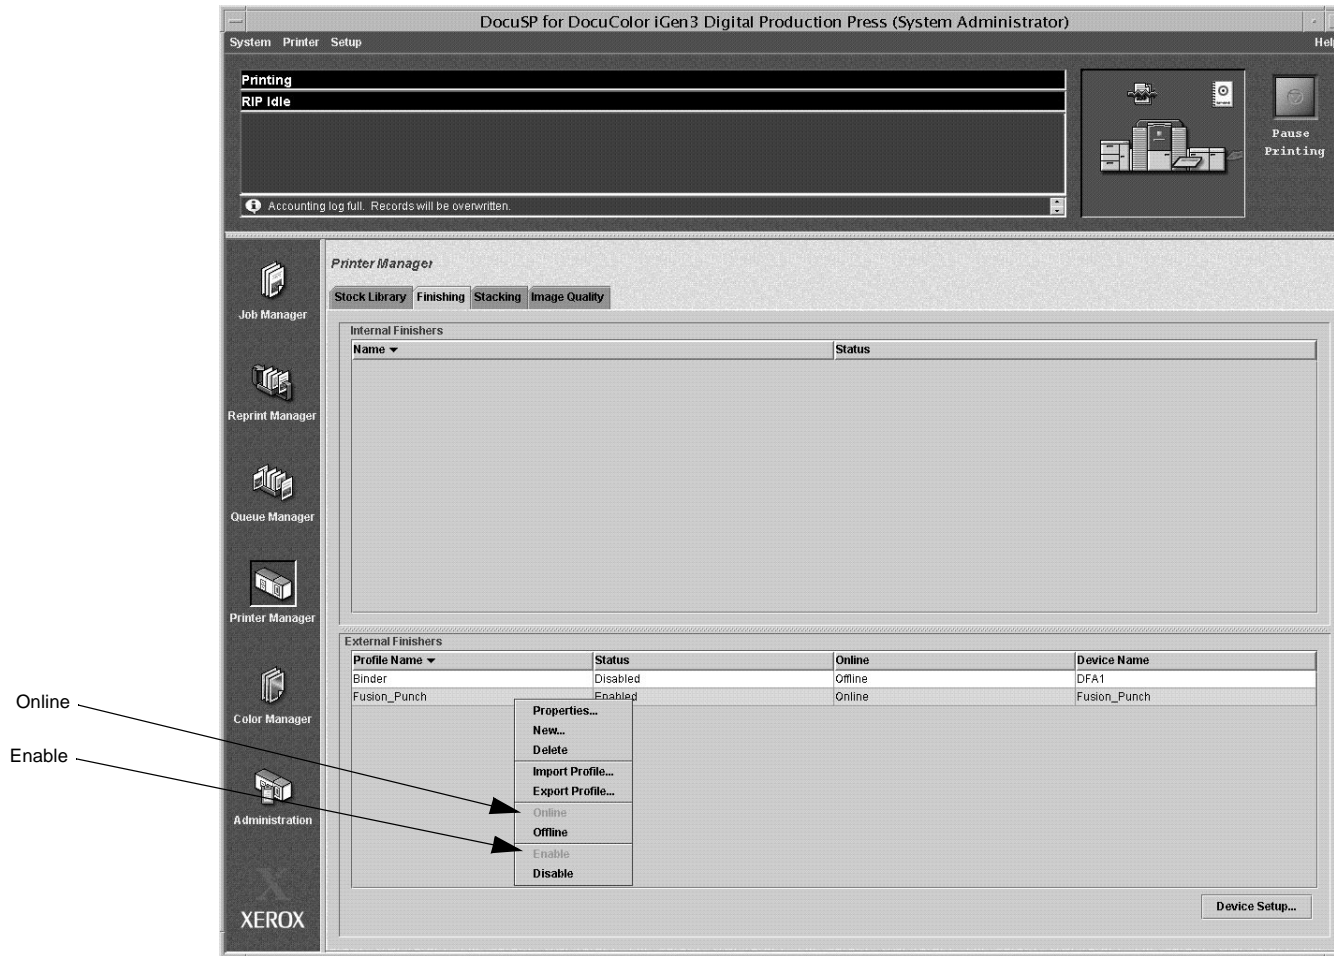 DocuSP for DocuColor iGen3 Digital Production Press (System Administrator)
System Printer Setup
Printing
RIP Idle
Accounting log full. Records will be overwritten.
Pause
Printing
Job Manager
Reprint Manager
Queue Manager
Printer Manager
Color Manager
Administration
XEROX
Printer Manager
Stock Library Finishing Stacking Image Quality
Internal Finishers
Name Status
External Finishers
Profile Name Status Online Device Name
Binder Disabled Offline DFA1
Fusion_Punch Enabled Online Fusion_Punch
Properties...
New...
Delete
Import Profile...
Export Profile...
Online
Offline
Enable
Disable
Device Setup...
Online
Enable